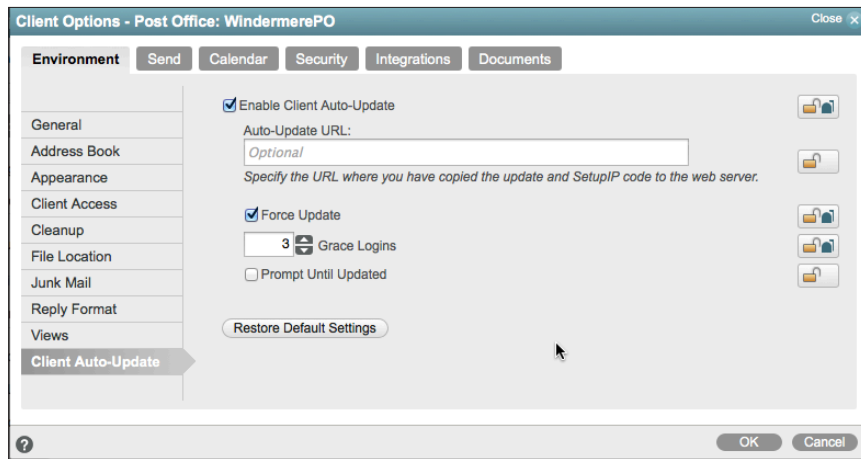 Client Options - Post Office: WindermerePO
Close x
Environment
Send
Calendar
Security
Integrations
Documents
General
Address Book
Appearance
Client Access
Cleanup
File Location
Junk Mail
Reply Format
Views
Client Auto-Update
Enable Client Auto-Update
Auto-Update URL:
Optional
Specify the URL where you have copied the update and SetupIP code to the web server.
Force Update
3 Grace Logins
Prompt Until Updated
Restore Default Settings
?
OK
Cancel